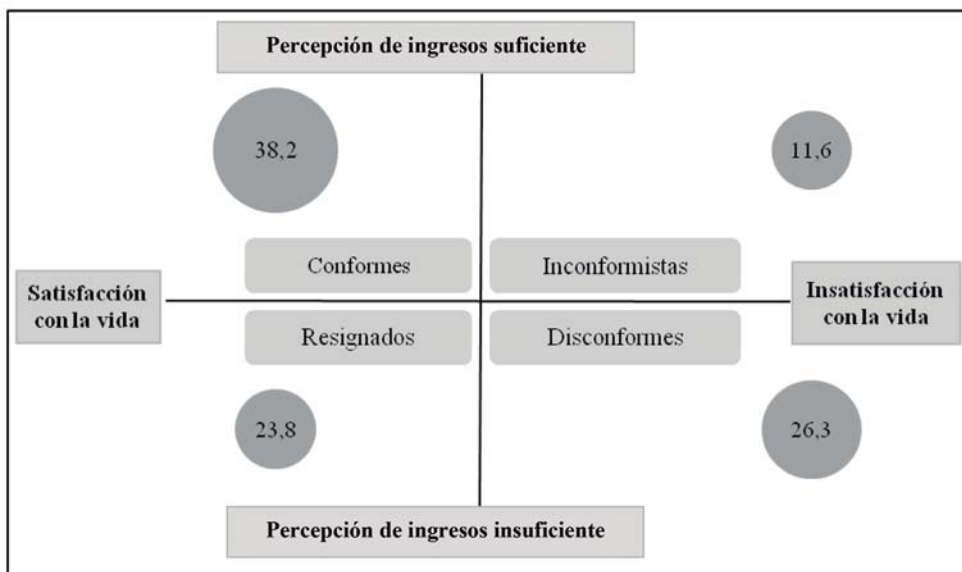 Percepción de ingresos suficiente
38,2
11,6
Conformes
Inconformistas
Satisfacción
con la vida
Insatisfacción
con la vida
Resignados
Disconformes
23,8
26,3
Percepción de ingresos insuficiente